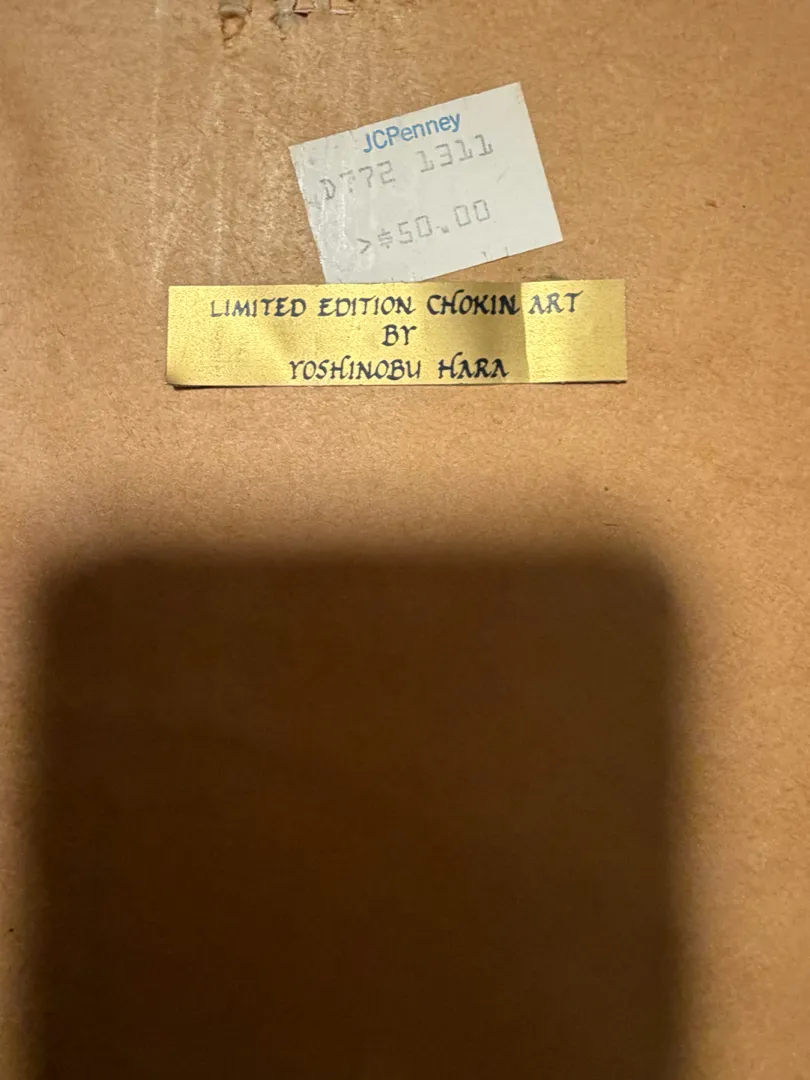 JCPenney
D772 1311
>$50.00
LIMITED EDITION CHOKIN ART
BY
YOSHINOBU HARA